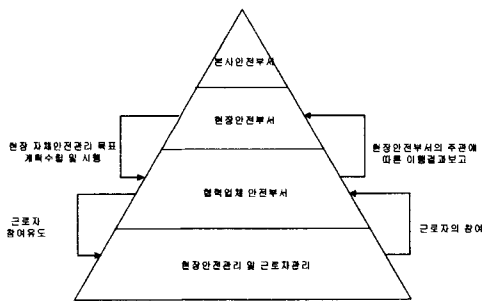 본사안전부서
현장안전부서
현장 자체안전관리 목표
계획수립 및 시행
현장안전부서의 주관에
따른 이행결과보고
협력업체 안전부서
근로자
참여유도
근로자의 참여
현장안전관리 및 근로자관리